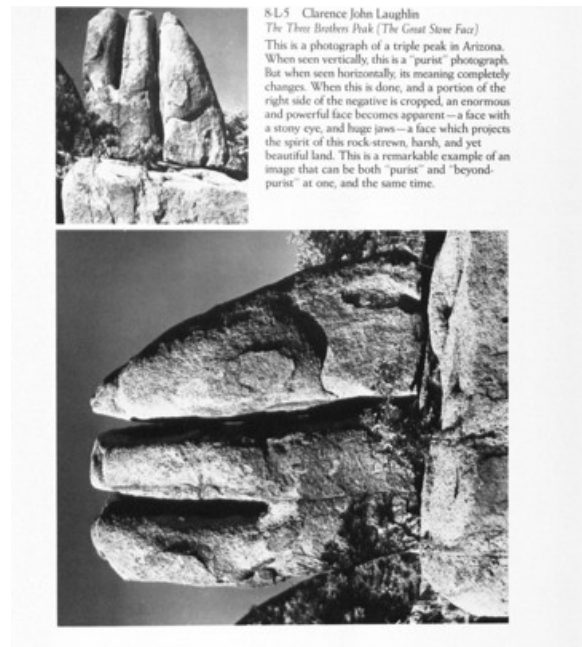 8-L-5 Clarence John Laughlin
The Three Brothers Peak (The Great Stone Face)
This is a photograph of a triple peak in Arizona.
When seen vertically, this is a "purist" photograph.
But when seen horizontally, its meaning completely
changes. When this is done, and a portion of the
right side of the negative is cropped, an enormous
and powerful face becomes apparent—a face with
a stony eye, and huge jaws—a face which projects
the spirit of this rock-strewn, harsh, and yet
beautiful land. This is a remarkable example of an
image that can be both "purist" and "beyond-
purist" at one, and the same time.